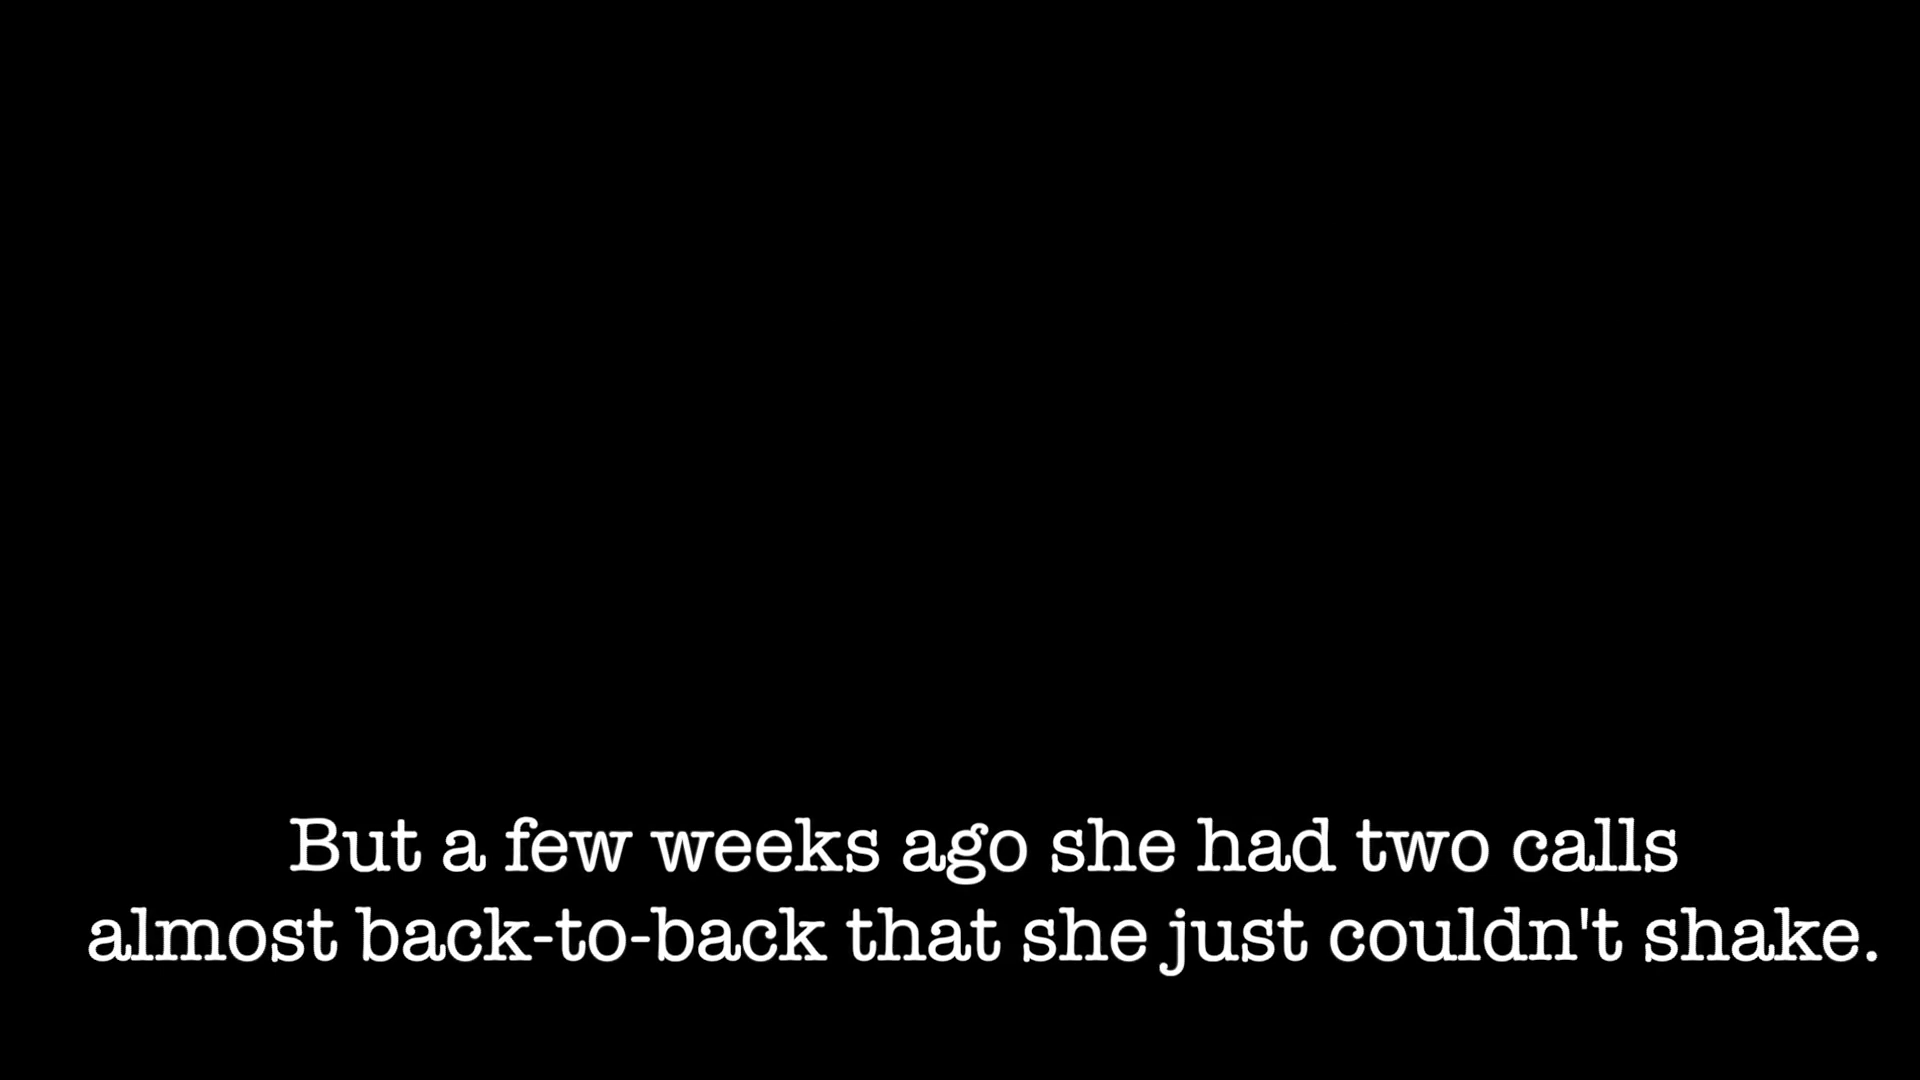 But a few weeks ago she had two calls
almost back-to-back that she just couldn't shake.